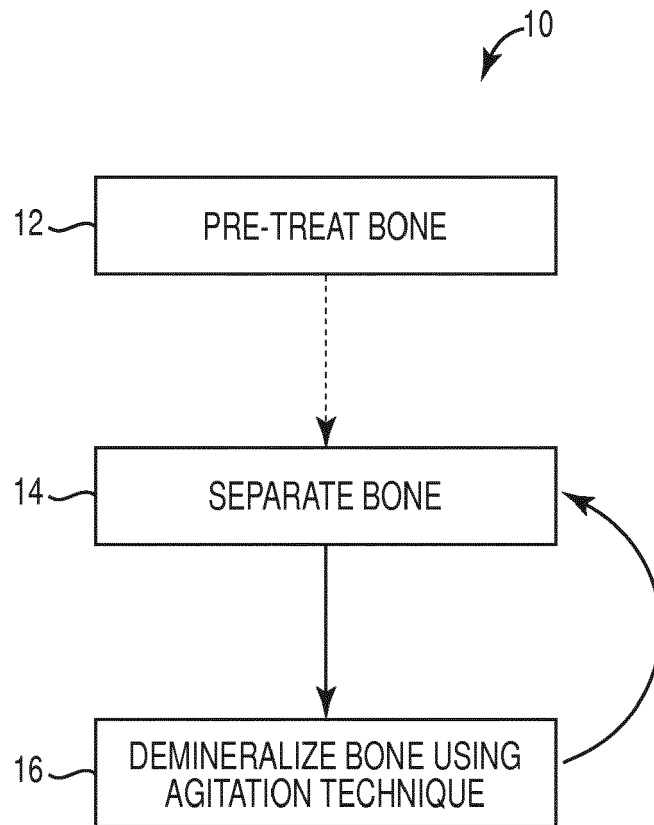 10
12
PRE-TREAT BONE
14
SEPARATE BONE
16
DEMINERALIZE BONE USING
AGITATION TECHNIQUE